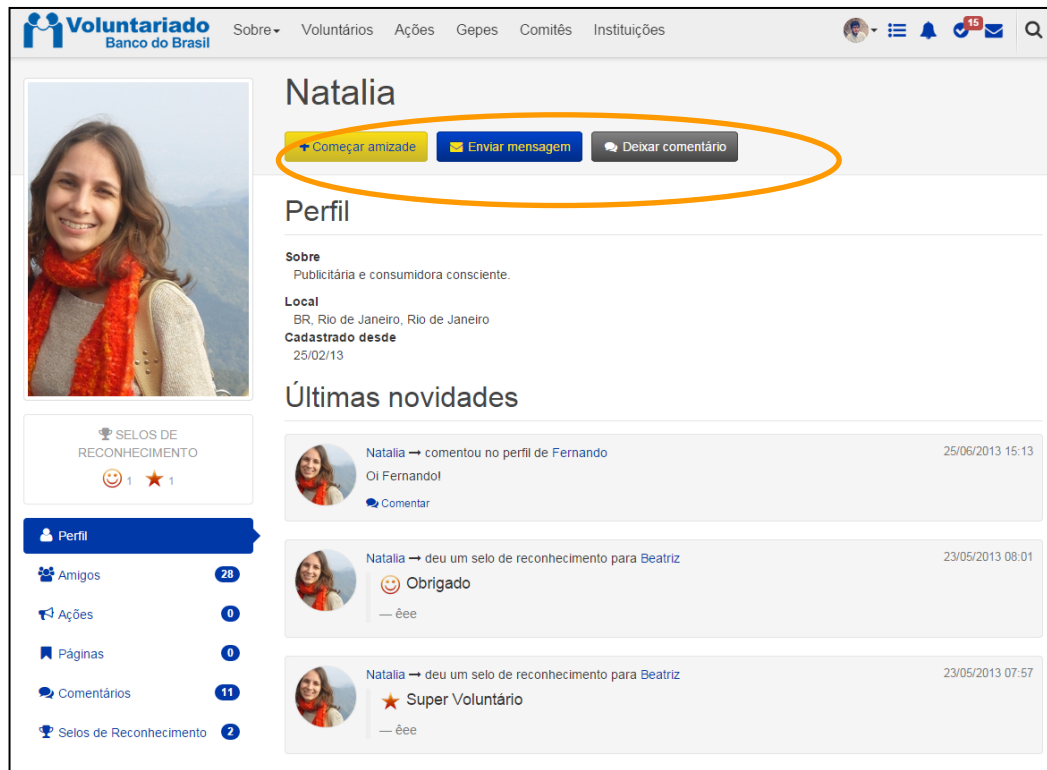 Voluntariado
Banco do Brasil
Sobre Voluntários Ações Gepes Comitês Instituições
15
Natalia
+ Começar amizade Enviar mensagem Deixar comentário
Perfil
Sobre
Publicitária e consumidora consciente.
Local
BR, Rio de Janeiro, Rio de Janeiro
Cadastrado desde
25/02/13
Últimas novidades
SELOS DE
RECONHECIMENTO
1 1
Perfil
Amigos 28
Ações 0
Páginas 0
Comentários 11
Selos de Reconhecimento 2
Natalia → comentou no perfil de Fernando 25/06/2013 15:13
Oi Fernando!
Comentar
Natalia → deu um selo de reconhecimento para Beatriz 23/05/2013 08:01
Obrigado
— êee
Natalia → deu um selo de reconhecimento para Beatriz 23/05/2013 07:57
Super Voluntário
— êee